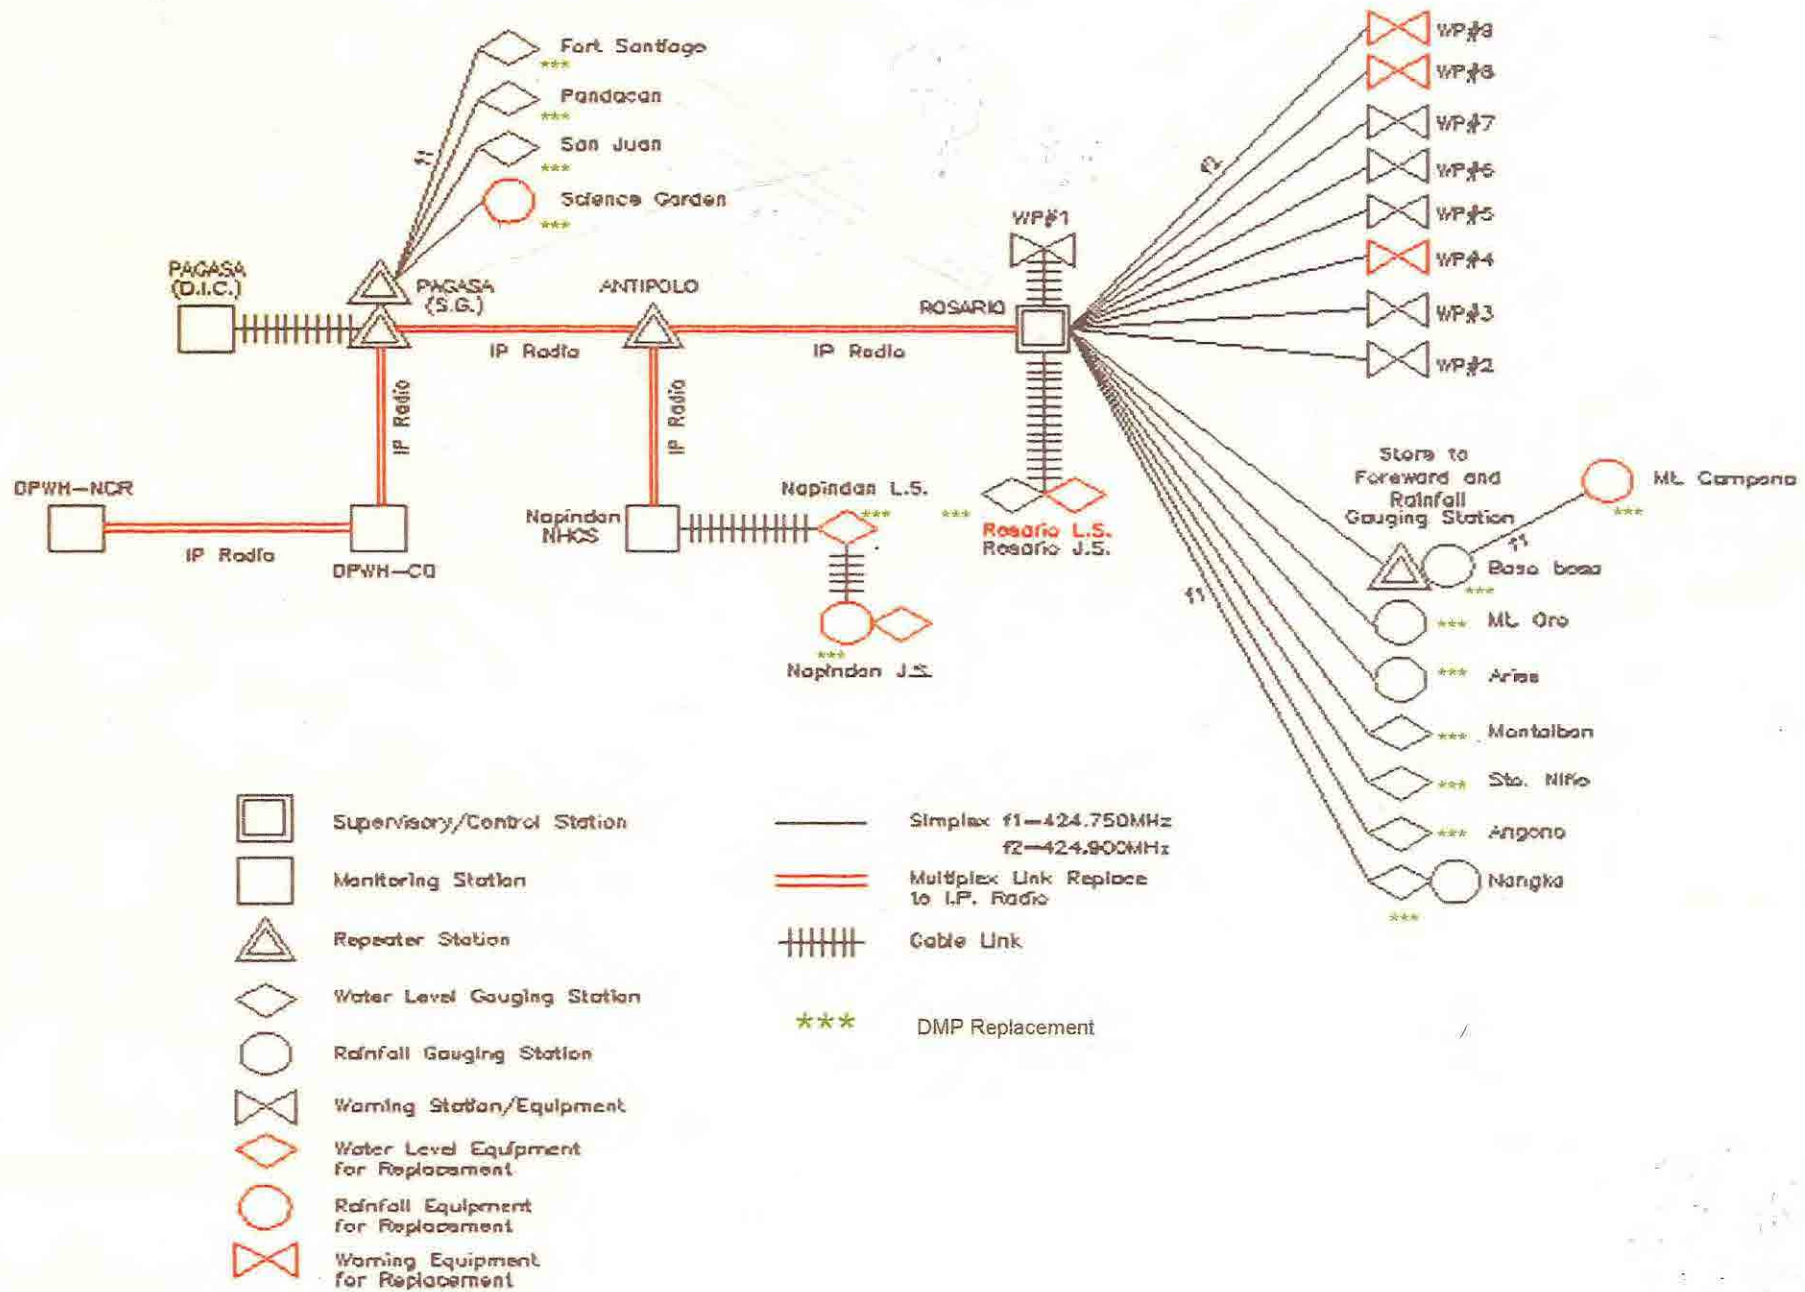 Fort Santiago
***
Pandacan
***
San Juan
***
Science Garden
***
f1
PAGASA
(D.I.C.)
PAGASA
(S.G.)
ANTIPOLO
ROSARIO
WP#1
IP Radio
IP Radio
IP Radio
IP Radio
IP Radio
f2
WP#9
WP#8
WP#7
WP#6
WP#5
WP#4
WP#3
WP#2
DPWH-NCR
DPWH-CO
Napindan
NHCS
Napindan L.S.
***
***
Rosario L.S.
Rosario J.S.
***
Napindan J.S.
Store to
Foreward and
Rainfall
Gauging Station
Mt. Campana
***
f1
Boso boso
***
f1
*** Mt. Oro
*** Aries
*** Montalban
*** Sto. Niño
*** Angono
Nangka
***
Supervisory/Control Station
Monitoring Station
Repeater Station
Water Level Gauging Station
Rainfall Gauging Station
Warning Station/Equipment
Water Level Equipment
for Replacement
Rainfall Equipment
for Replacement
Warning Equipment
for Replacement
Simplex f1=424.750MHz
f2=424.900MHz
Multiplex Link Replace
to I.P. Radio
Cable Link
*** DMP Replacement